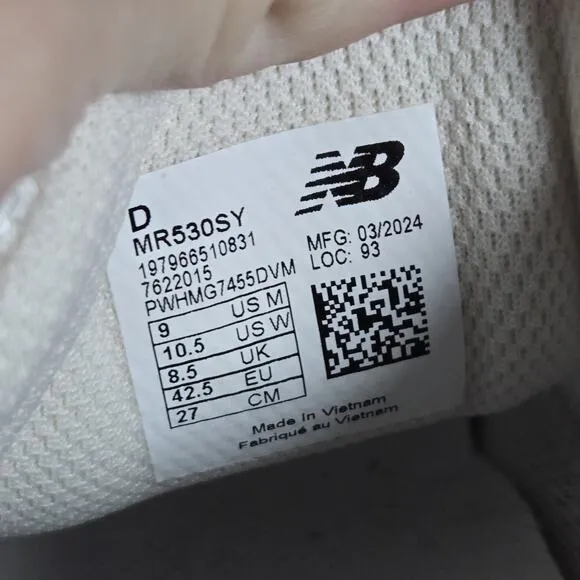 D
NB
MR530SY
197966510831
7622015
PWHMG7455DVM
MFG: 03/2024
LOC: 93
9 US M
10.5 US W
8.5 UK
42.5 EU
27 CM
Made in Vietnam
Fabriqué au Vietnam